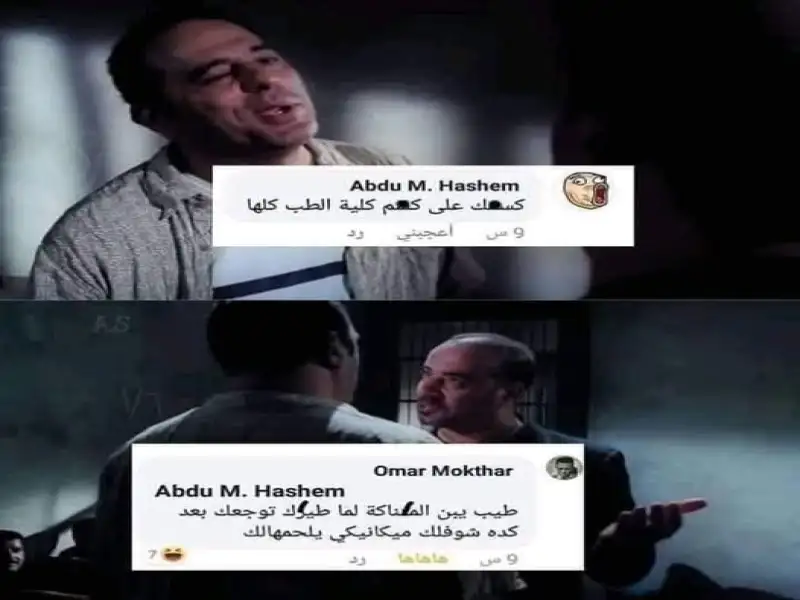 Abdu M. Hashem
على كلية الطب كلها
9 س أعجبني رد
A.S
Omar Mokthar
Abdu M. Hashem
طيب يبن لما توجعك بعد
كده شوفلك ميكانيكي يلحمهالك
9 س هاهاها رد 7